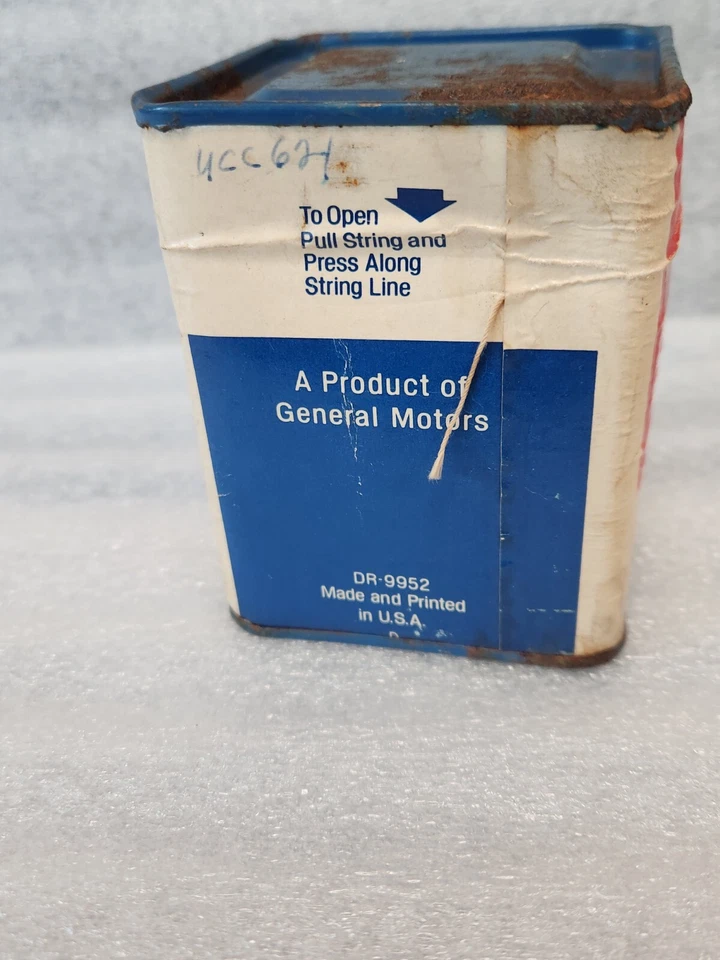 To Open
Pull String and
Press Along
String Line
A Product of
General Motors
DR-9952
Made and Printed
in U.S.A.